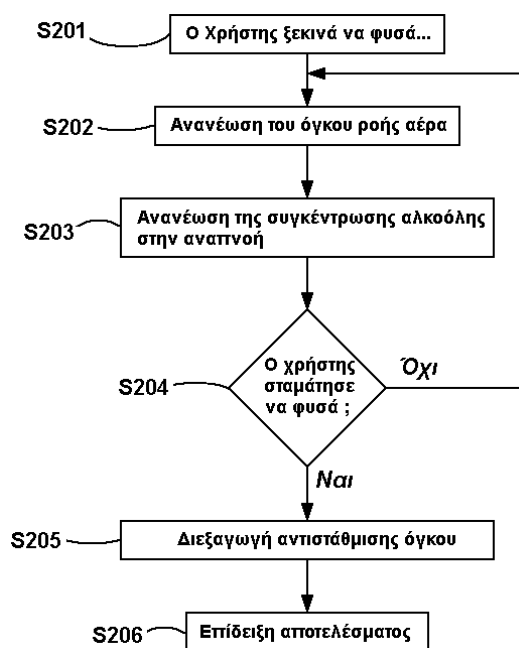 S201
Ο Χρήστης ξεκινά να φυσά...
S202
Ανανέωση του όγκου ροής αέρα
S203
Ανανέωση της συγκέντρωσης αλκοόλης
στην αναπνοή
S204
Ο χρήστης
σταμάτησε
να φυσά ;
Όχι
Ναι
S205
Διεξαγωγή αντιστάθμισης όγκου
S206
Επίδειξη αποτελέσματος